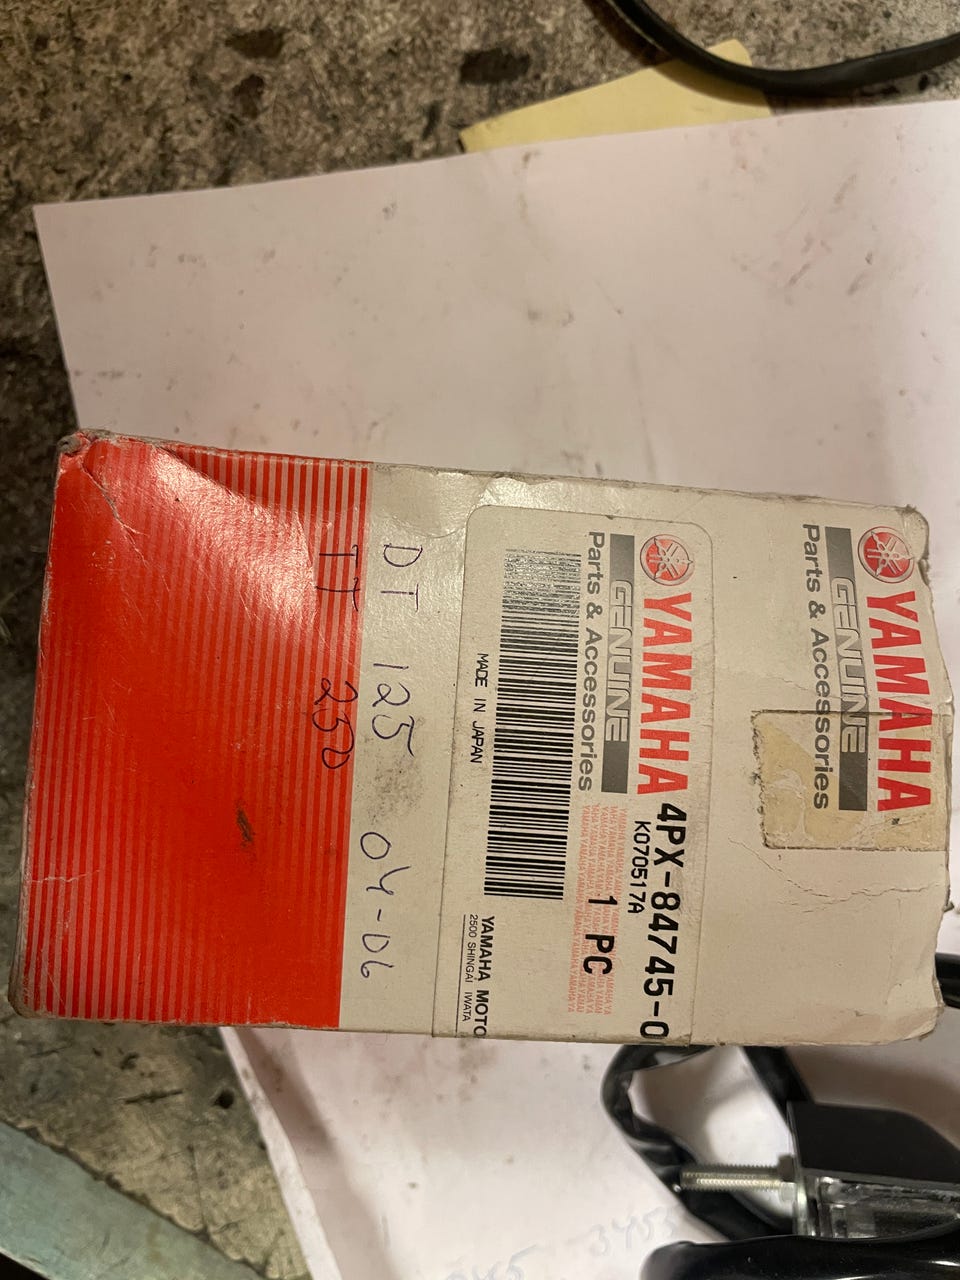 YAMAHA
GENUINE
Parts & Accessories
YAMAHA 4PX-84745-0
GENUINE K070517A
Parts & Accessories 1 PC
MADE IN JAPAN
YAMAHA MOTO
2500 SHINGAI IWATA
DT 125 04-06
TT 250
3453